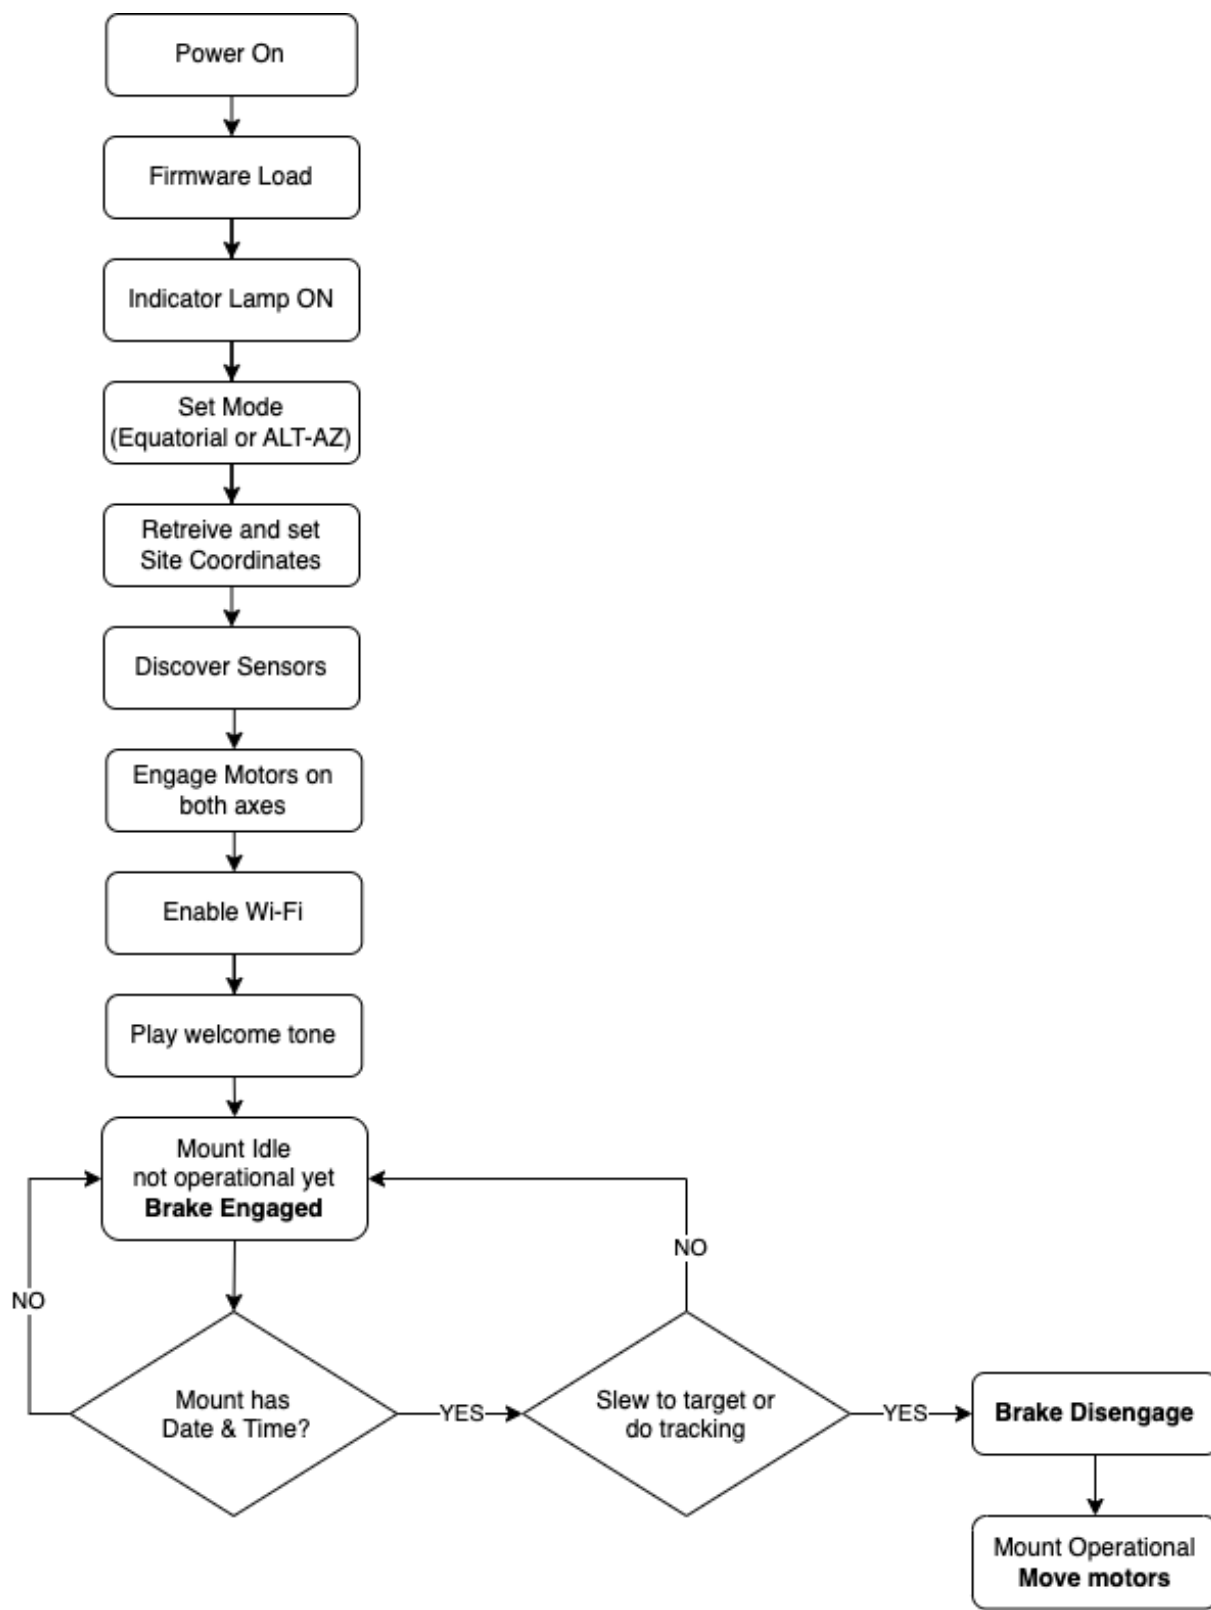 Power On
Firmware Load
Indicator Lamp ON
Set Mode
(Equatorial or ALT-AZ)
Retreive and set
Site Coordinates
Discover Sensors
Engage Motors on
both axes
Enable Wi-Fi
Play welcome tone
Mount Idle
not operational yet
Brake Engaged
NO
NO
Mount has
Date & Time?
YES
Slew to target or
do tracking
YES
Brake Disengage
Mount Operational
Move motors